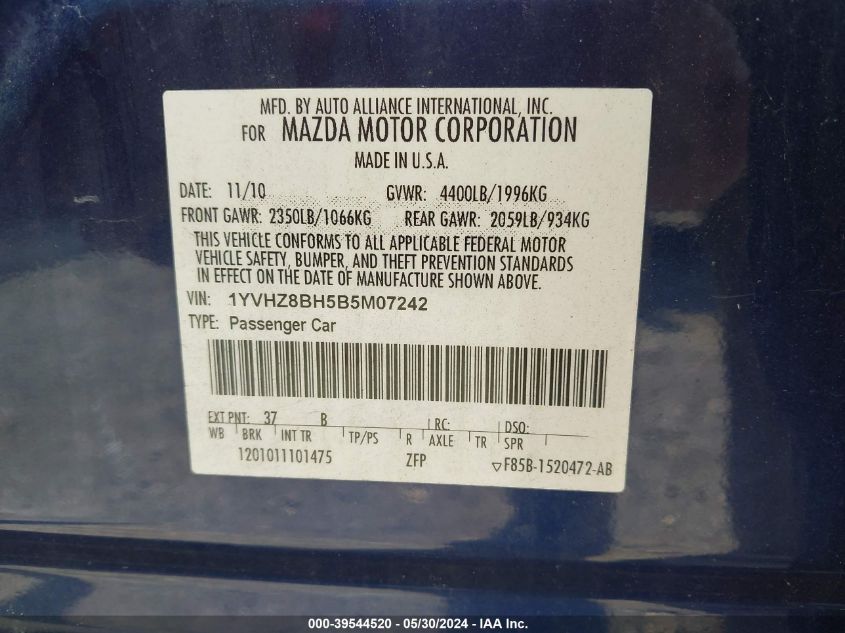 MFD. BY AUTO ALLIANCE INTERNATIONAL, INC.
FOR MAZDA MOTOR CORPORATION
MADE IN U.S.A.
DATE: 11/10 GVWR: 4400LB/1996KG
FRONT GAWR: 2350LB/1066KG REAR GAWR: 2059LB/934KG
THIS VEHICLE CONFORMS TO ALL APPLICABLE FEDERAL MOTOR
VEHICLE SAFETY, BUMPER, AND THEFT PREVENTION STANDARDS
IN EFFECT ON THE DATE OF MANUFACTURE SHOWN ABOVE.
VIN: 1YVHZ8BH5B5M07242
TYPE: Passenger Car
EXT PNT: 37 B RC: DSO:
WB BRK INT TR TP/PS R AXLE TR SPR
1201011101475 ZFP F85B-1520472-AB
000-39544520 - 05/30/2024 - IAA Inc.